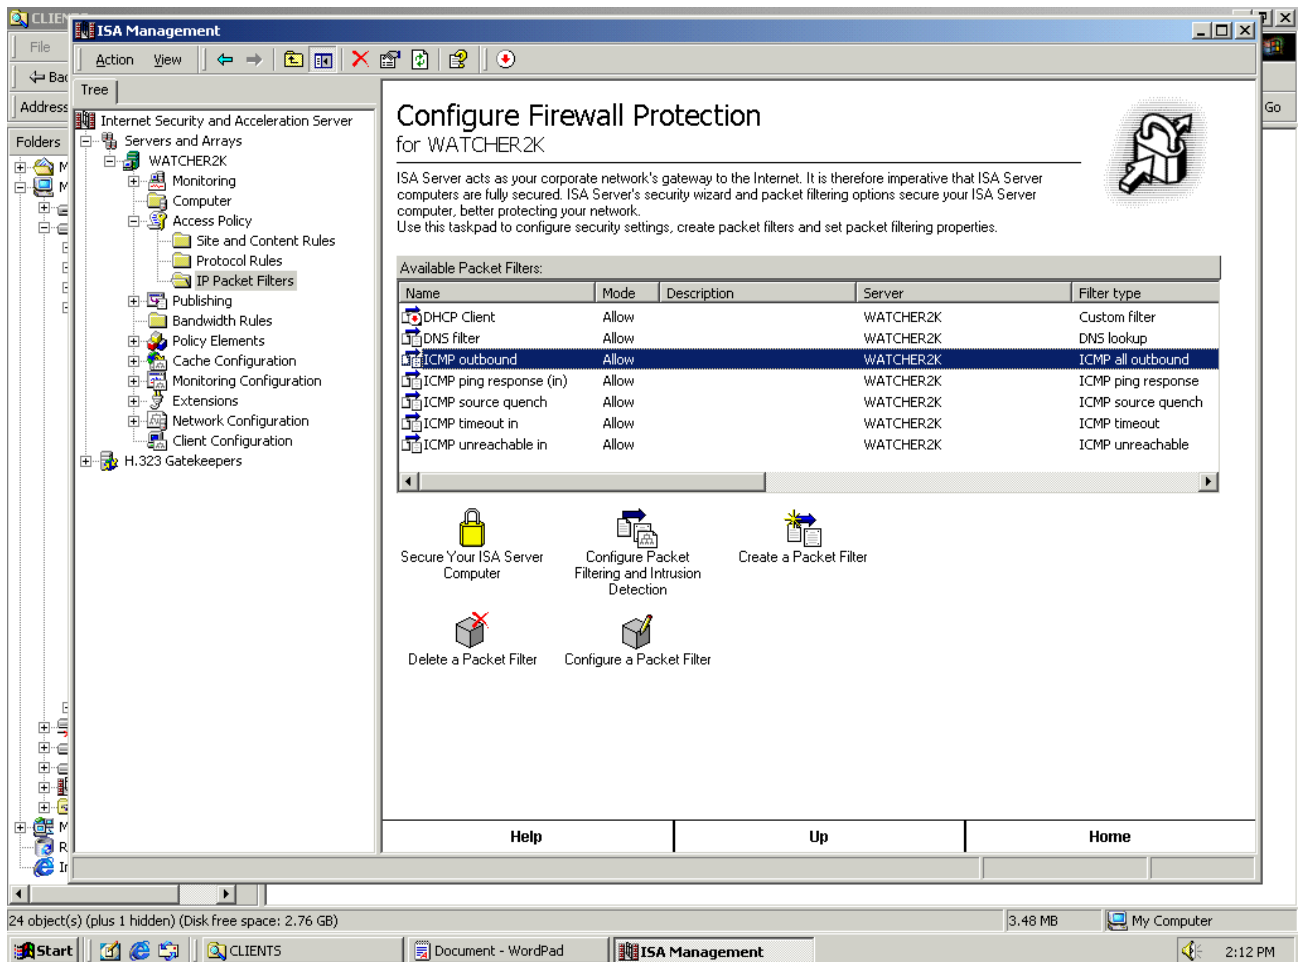 CLIE
ISA Management
File
Action View
Back
Tree
Address
Go
Internet Security and Acceleration Server
Folders
Servers and Arrays
WATCHER2K
Monitoring
Computer
Access Policy
Site and Content Rules
Protocol Rules
IP Packet Filters
Publishing
Bandwidth Rules
Policy Elements
Cache Configuration
Monitoring Configuration
Extensions
Network Configuration
Client Configuration
H.323 Gatekeepers
Configure Firewall Protection
for WATCHER2K
ISA Server acts as your corporate network's gateway to the Internet. It is therefore imperative that ISA Server
computers are fully secured. ISA Server's security wizard and packet filtering options secure your ISA Server
computer, better protecting your network.
Use this taskpad to configure security settings, create packet filters and set packet filtering properties.
Available Packet Filters:
Name Mode Description Server Filter type
DHCP Client Allow WATCHER2K Custom filter
DNS filter Allow WATCHER2K DNS lookup
ICMP outbound Allow WATCHER2K ICMP all outbound
ICMP ping response (in) Allow WATCHER2K ICMP ping response
ICMP source quench Allow WATCHER2K ICMP source quench
ICMP timeout in Allow WATCHER2K ICMP timeout
ICMP unreachable in Allow WATCHER2K ICMP unreachable
Secure Your ISA Server
Computer
Configure Packet
Filtering and Intrusion
Detection
Create a Packet Filter
Delete a Packet Filter
Configure a Packet Filter
Help Up Home
24 object(s) (plus 1 hidden) (Disk free space: 2.76 GB) 3.48 MB My Computer
Start CLIENTS Document - WordPad ISA Management 2:12 PM